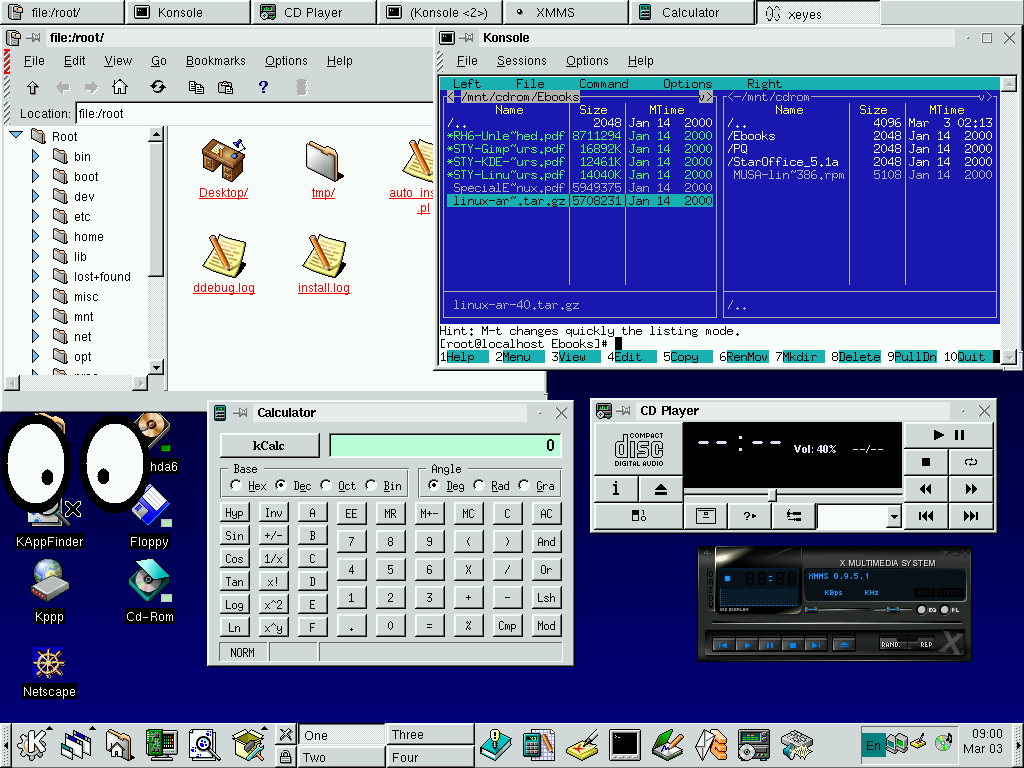 file:/root/
Konsole
CD Player
(Konsole <2>)
XMMS
Calculator
xeyes
file:/root/
File Edit View Go Bookmarks Options Help
Location: file:/root
Root
bin
boot
dev
etc
home
lib
lost+found
misc
mnt
net
opt
Desktop/
tmp/
auto_ins
.pl
ddebug.log
install.log
Konsole
File Sessions Options Help
Left File Command Options Right
/mnt/cdrom/Ebooks
Name Size MTime
/.. 2048 Jan 14 2000
*RH6-Unle~hed.pdf 8711294 Jan 14 2000
*STY-Gimp~urs.pdf 16892K Jan 14 2000
*STY-KDE-~urs.pdf 12461K Jan 14 2000
*STY-Linu~urs.pdf 14040K Jan 14 2000
SpecialE~nux.pdf 5949375 Jan 14 2000
linux-ar~.tar.gz 5708231 Jan 14 2000
linux-ar-40.tar.gz
<-/mnt/cdrom v>
Name Size MTime
/.. 4096 Mar 3 02:13
/Ebooks 2048 Jan 14 2000
/PQ 2048 Jan 14 2000
/StarOffice_5.1a 2048 Jan 14 2000
MUSA-lin~386.rpm 5108 Jan 14 2000
/..
Hint: M-t changes quickly the listing mode.
[root@localhost Ebooks]#
1Help 2Menu 3View 4Edit 5Copy 6RenMov 7Mkdir 8Delete 9PullDn 10Quit
hda6
KAppFinder
Floppy
Kppp
Cd-Rom
Netscape
Calculator
kCalc 0
Base
Hex Dec Oct Bin
Angle
Deg Rad Gra
Hyp Inv A EE MR M+- MC C AC
Sin +/- B 7 8 9 ( ) And
Cos 1/x C 4 5 6 X / Or
Tan x! D 1 2 3 + - Lsh
Log x^2 E . 0 = % Cmp Mod
Ln x^y F
NORM
CD Player
COMPACT
disc
DIGITAL AUDIO
--:-- Vol: 40% --/--
i
?
X MULTIMEDIA SYSTEM
XMMS 0.9.5.1
KBps KHz
88:88
EQ PL
RAND. REP
X
K
One
Two
Three
Four
En
09:00
Mar 03